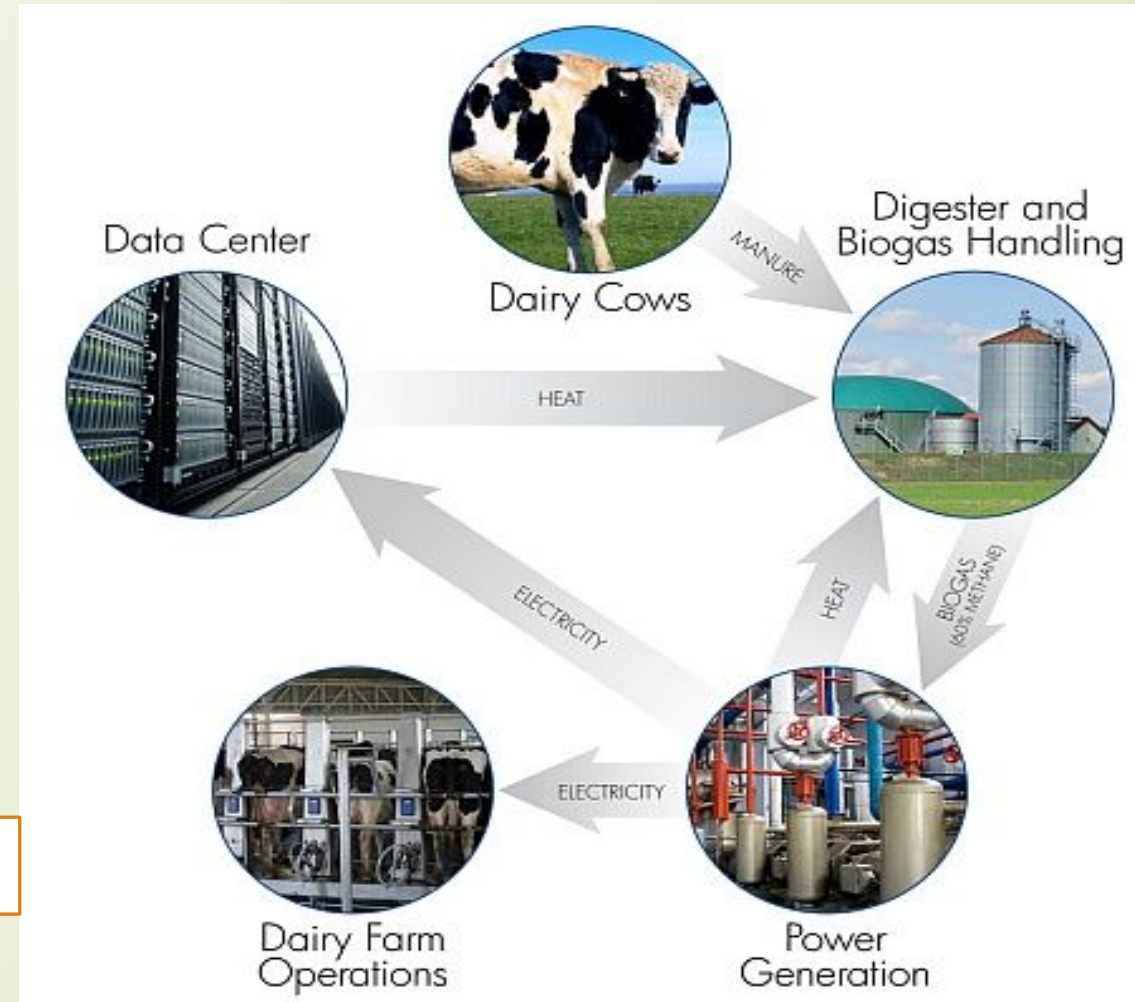 Data Center
Dairy Cows
MANURE
Digester and
Biogas Handling
HEAT
ELECTRICITY
HEAT
BIOGAS
(60% METHANE)
ELECTRICITY
Dairy Farm
Operations
Power
Generation